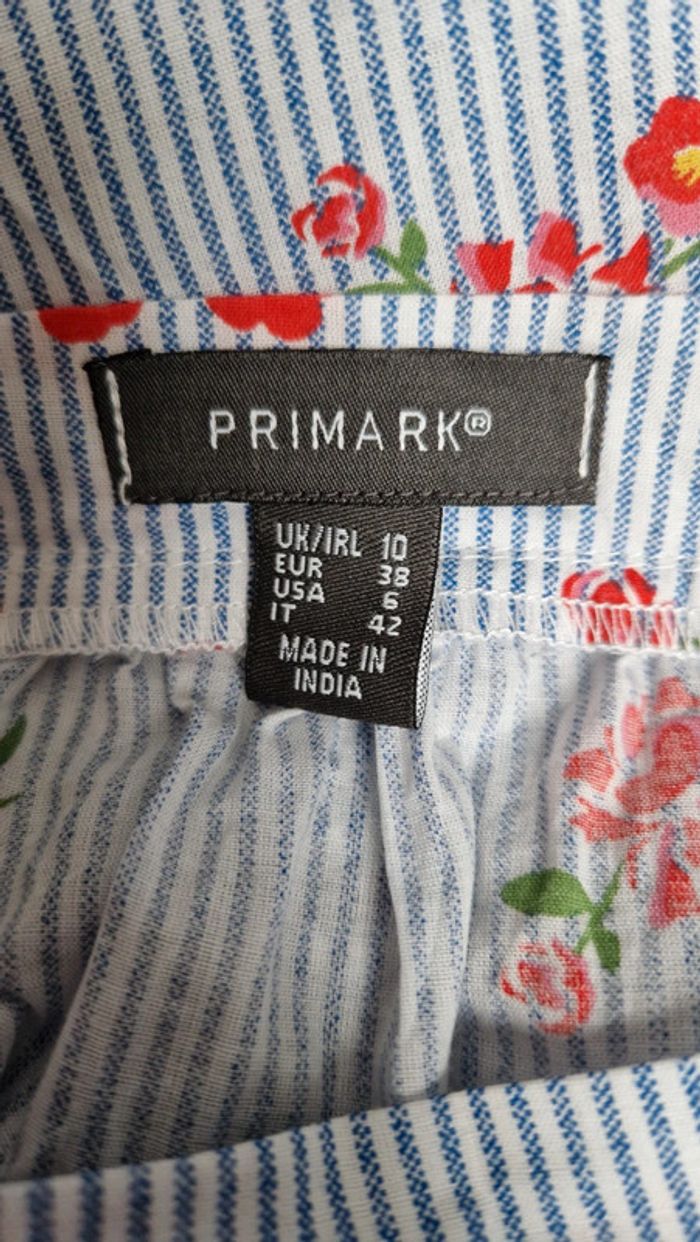 PRIMARK®
UK/IRL 10
EUR 38
USA 6
IT 42
MADE IN
INDIA